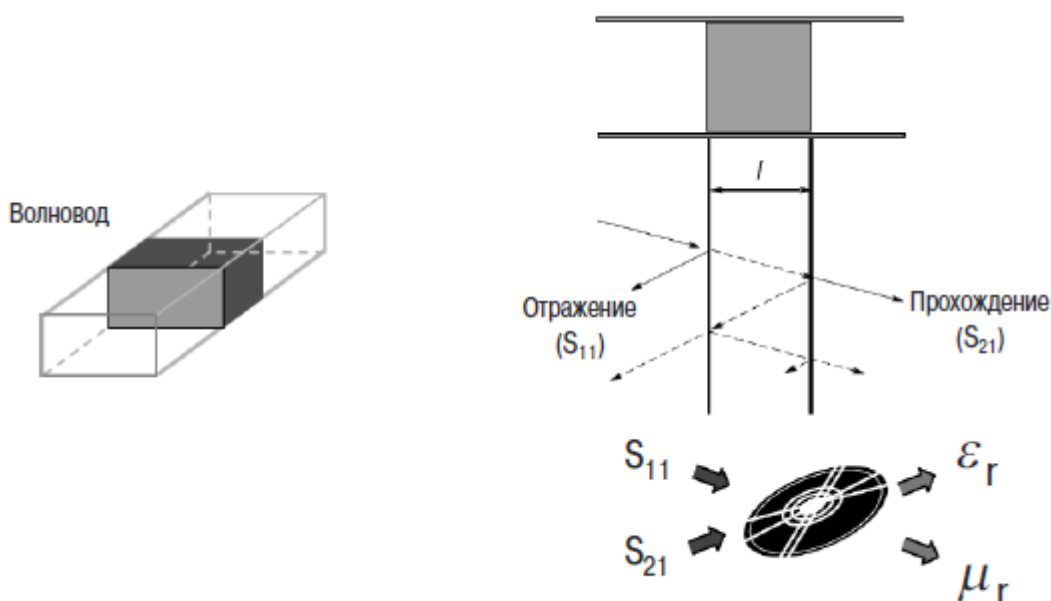 Волновод
l
Отражение
(S11)
Прохождение
(S21)
S11
S21
εr
μr